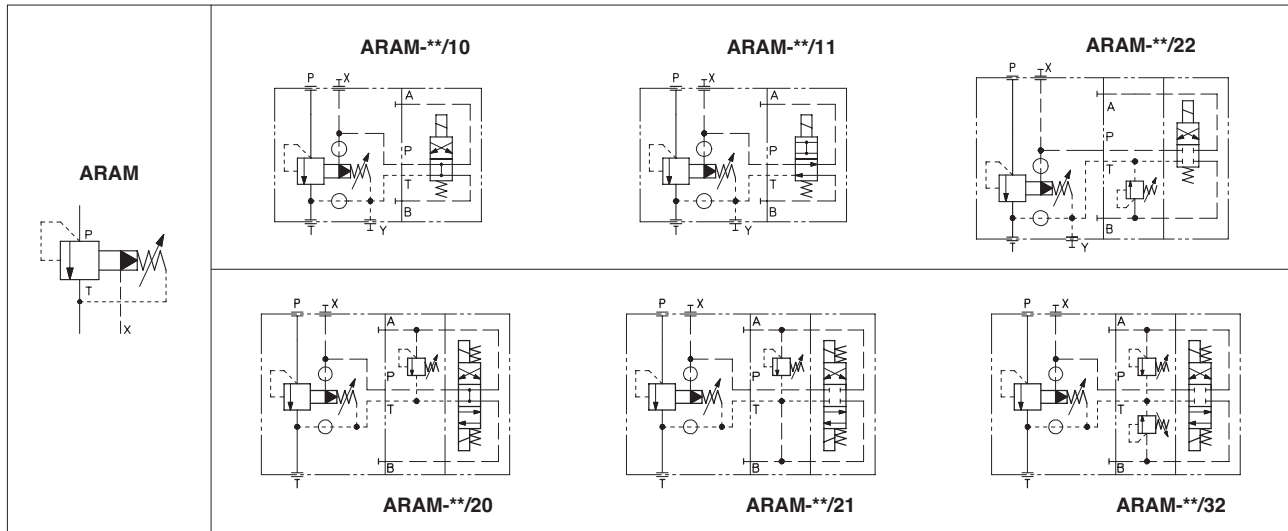 ARAM
P
T
X
ARAM-**/10
P
X
A
P
T
B
T
Y
ARAM-**/11
P
X
A
P
T
B
T
Y
ARAM-**/22
P
X
A
P
T
B
T
Y
P
X
A
P
T
B
T
ARAM-**/20
P
X
A
P
T
B
T
ARAM-**/21
P
X
A
P
T
B
T
ARAM-**/32